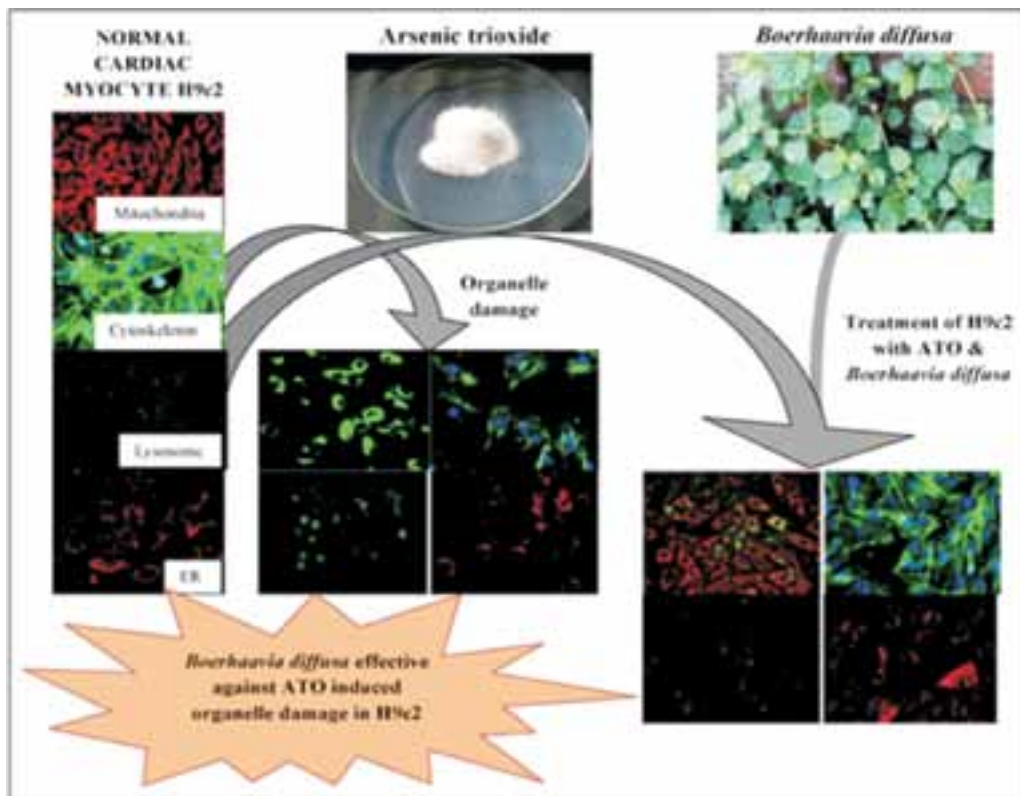 NORMAL
CARDIAC
MYOCYTE H9c2
Arsenic trioxide
Boerhaavia diffusa
Mitochondria
Cytoskeleton
Lysosome
ER
Organelle
damage
Treatment of H9c2
with ATO &
Boerhaavia diffusa
Boerhaavia diffusa effective
against ATO induced
organelle damage in H9c2